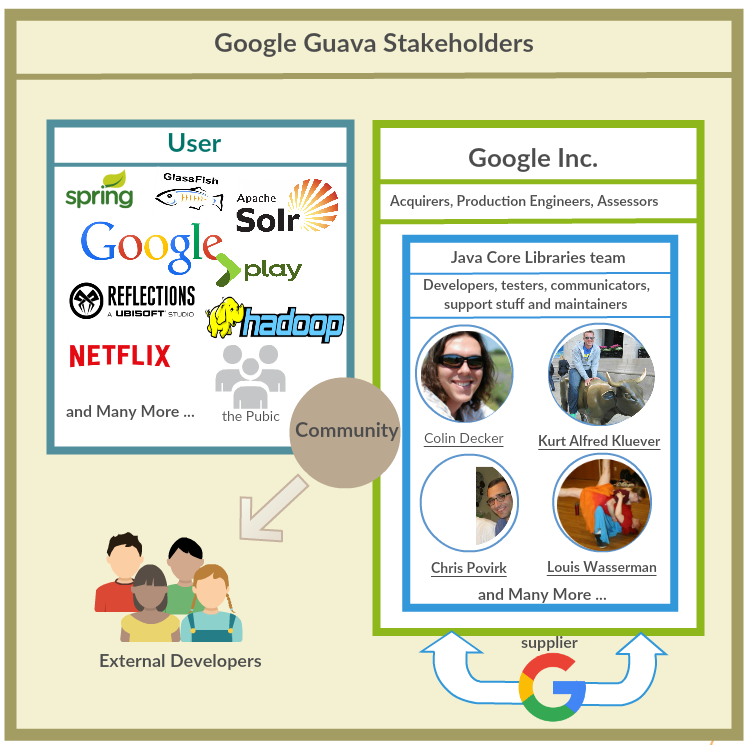 Google Guava Stakeholders
User
spring
GlassFish
Apache
Solr
Google
play
REFLECTIONS
A UBISOFT STUDIO
hadoop
NETFLIX
and Many More ...
the Pubic
Community
External Developers
Google Inc.
Acquirers, Production Engineers, Assessors
Java Core Libraries team
Developers, testers, communicators,
support stuff and maintainers
Colin Decker
Kurt Alfred Kluever
Chris Povirk
Louis Wasserman
and Many More ...
supplier
G